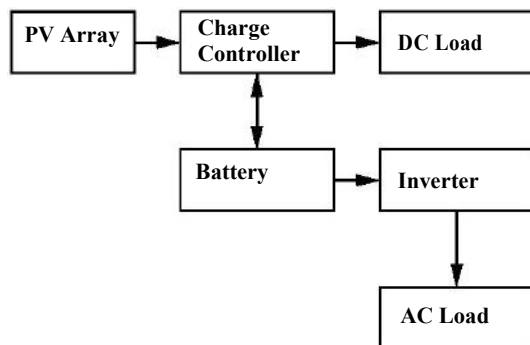 PV Array
Charge
Controller
DC Load
Battery
Inverter
AC Load